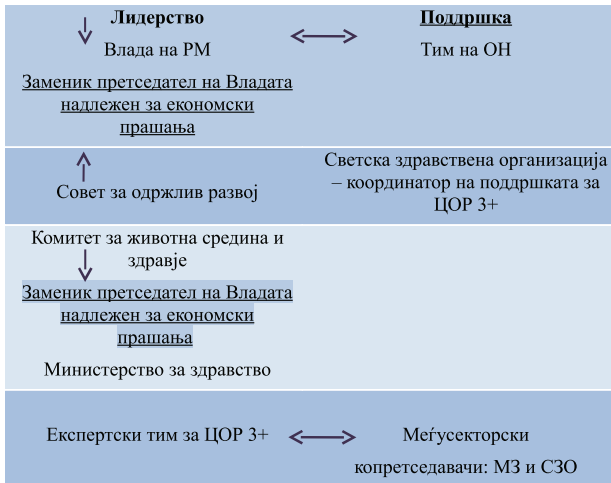 Лидерство
Поддршка
Влада на РМ
Тим на ОН
Заменик претседател на Владата
надлежен за економски
прашања
Совет за одржлив развој
Светска здравствена организација
– координатор на поддршката за
ЦОР 3+
Комитет за животна средина и
здравје
Заменик претседател на Владата
надлежен за економски
прашања
Министерство за здравство
Експертски тим за ЦОР 3+
Меѓусекторски
копретседавачи: МЗ и СЗО